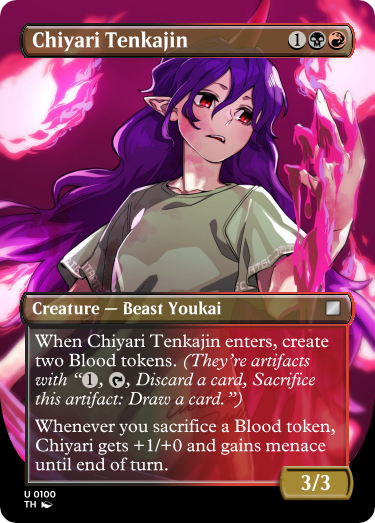 Chiyari Tenkajin 1
Creature — Beast Youkai
When Chiyari Tenkajin enters, create
two Blood tokens. (They're artifacts
with “1, , Discard a card, Sacrifice
this artifact: Draw a card.”)
Whenever you sacrifice a Blood token,
Chiyari gets +1/+0 and gains menace
until end of turn.
3/3
U 0100
TH